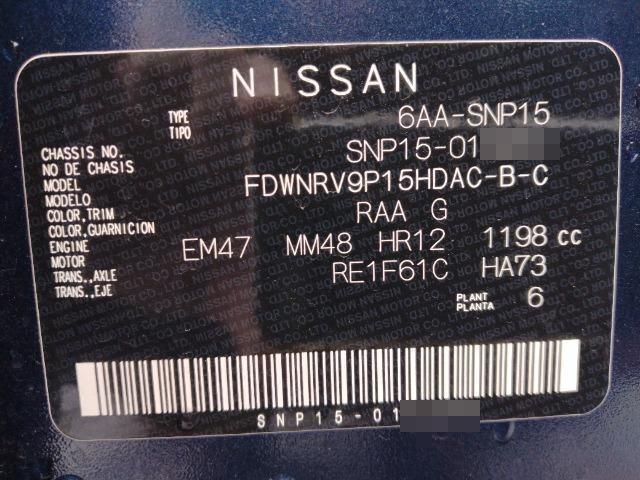 NISSAN
TYPE 6AA-SNP15
TIPO
CHASSIS NO. SNP15-01
NO DE CHASIS
MODEL FDWNRV9P15HDAC-B-C
MODELO
COLOR,TRIM RAA G
COLOR,GUARNICION
ENGINE EM47 MM48 HR12 1198 cc
MOTOR
TRANS.,AXLE RE1F61C HA73
TRANS.,EJE
PLANT 6
PLANTA
SNP15-01